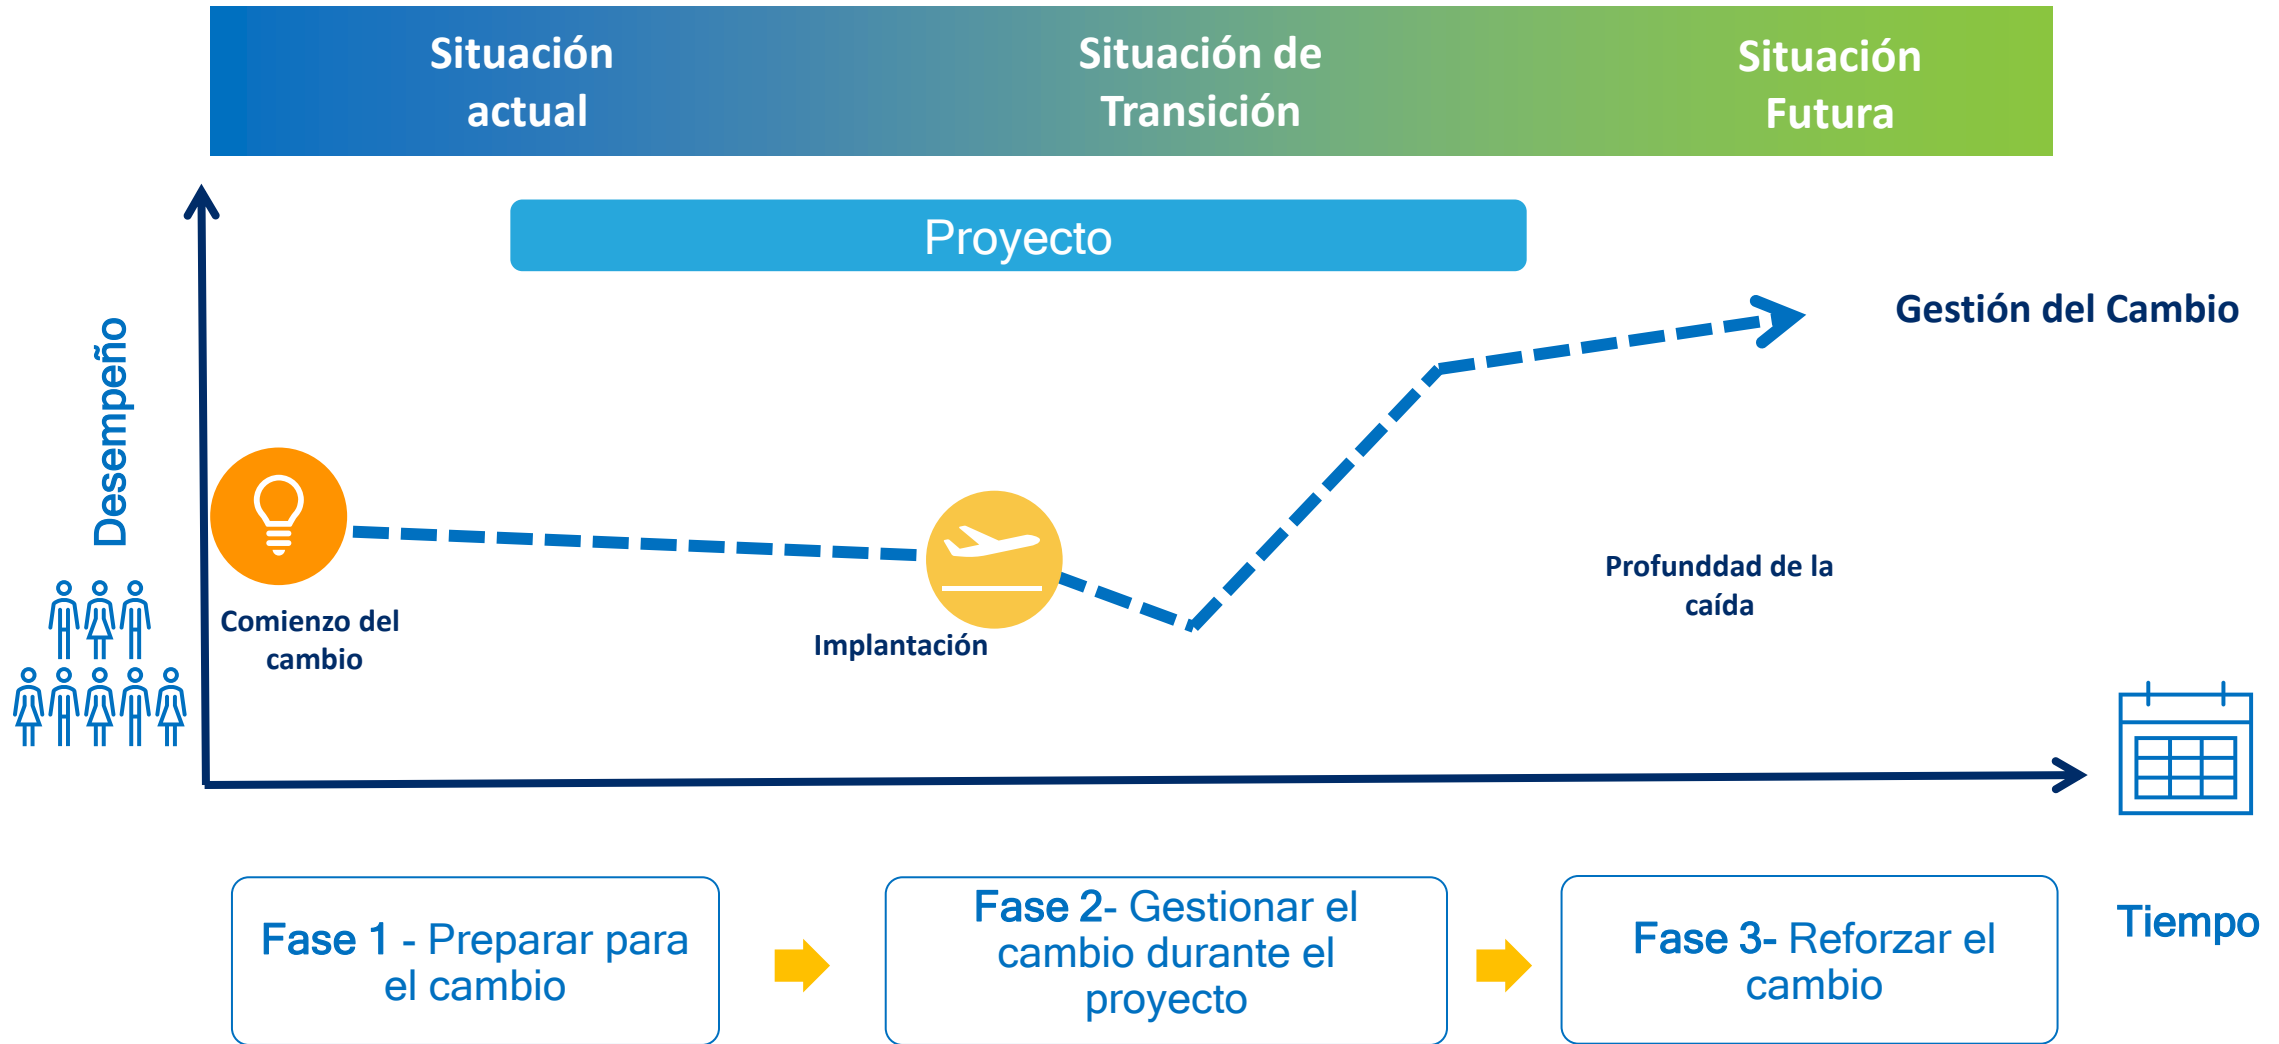 Situación
actual
Situación de
Transición
Situación
Futura
Proyecto
Gestión del Cambio
Desempeño
Comienzo del
cambio
Implantación
Profunddad de la
caída
Fase 1 - Preparar para
el cambio
Fase 2- Gestionar el
cambio durante el
proyecto
Fase 3- Reforzar el
cambio
Tiempo